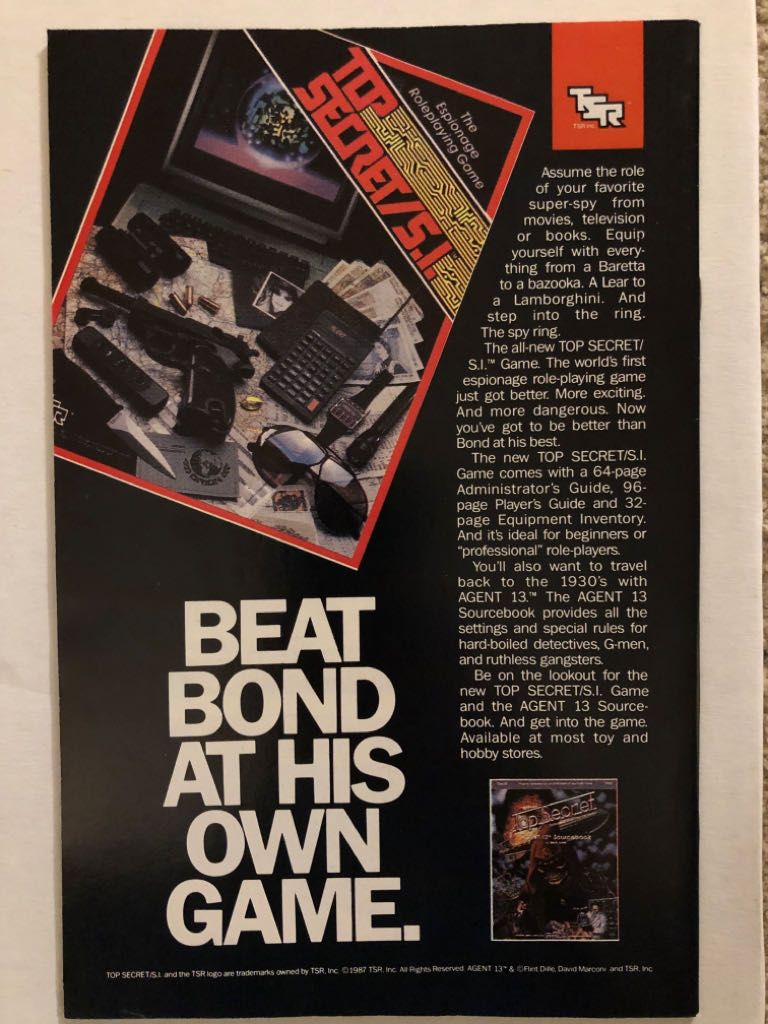 TOP
SECRET/S.I.™
The
Espionage
Roleplaying Game
TSR
TSR Inc.
TSR
ORION
Assume the role
of your favorite
super-spy from
movies, television
or books. Equip
yourself with every-
thing from a Baretta
to a bazooka. A Lear to
a Lamborghini. And
step into the ring.
The spy ring.
The all-new TOP SECRET/
S.I.™ Game. The world's first
espionage role-playing game
just got better. More exciting.
And more dangerous. Now
you've got to be better than
Bond at his best.
The new TOP SECRET/S.I.
Game comes with a 64-page
Administrator's Guide, 96-
page Player's Guide and 32-
page Equipment Inventory.
And it's ideal for beginners or
"professional" role-players.
You'll also want to travel
back to the 1930's with
AGENT 13.™ The AGENT 13
Sourcebook provides all the
settings and special rules for
hard-boiled detectives, G-men,
and ruthless gangsters.
Be on the lookout for the
new TOP SECRET/S.I. Game
and the AGENT 13 Source-
book. And get into the game.
Available at most toy and
hobby stores.
BEAT
BOND
AT HIS
OWN
GAME.
Top Secret
Sourcebook
TOP SECRET/S.I. and the TSR logo are trademarks owned by TSR, Inc. ©1987 TSR, Inc. All Rights Reserved. AGENT 13™ & ©Flint Dille, David Marconi and TSR, Inc.